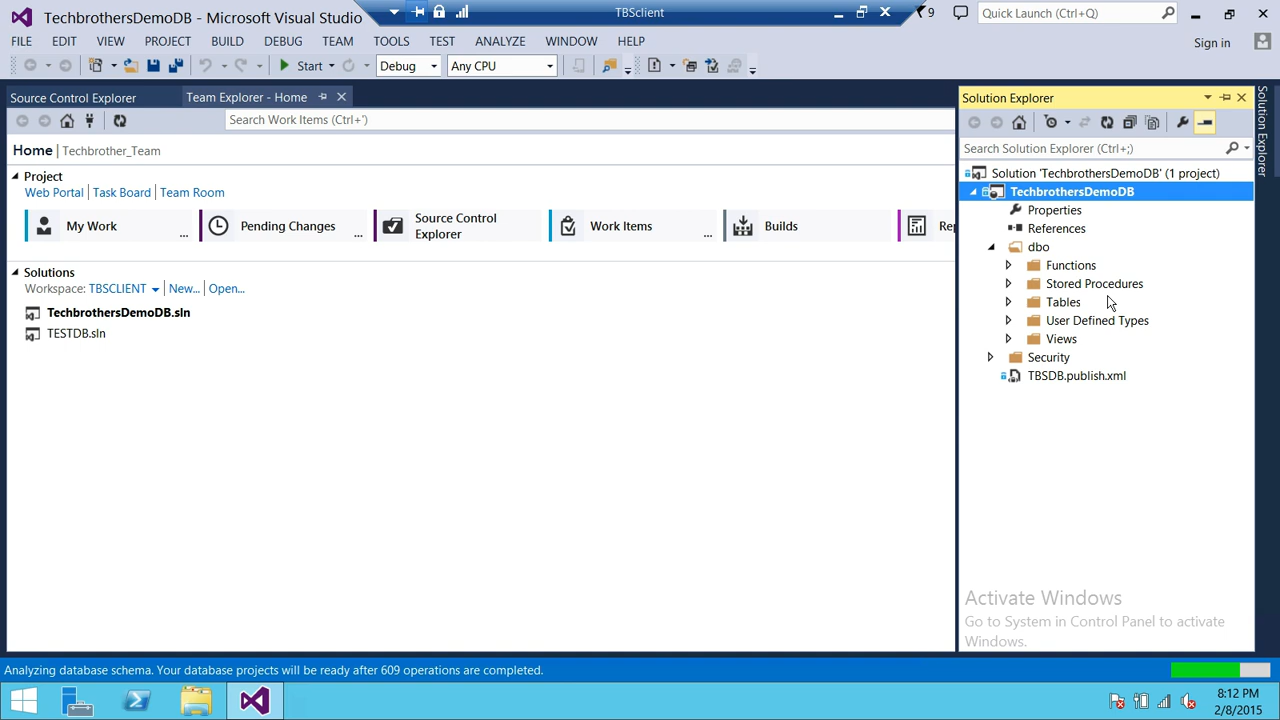 TechbrothersDemoDB - Microsoft Visual Studio
TBSclient
9
Quick Launch (Ctrl+Q)
FILE EDIT VIEW PROJECT BUILD DEBUG TEAM TOOLS TEST ANALYZE WINDOW HELP
Sign in
Start Debug Any CPU
Source Control Explorer
Team Explorer - Home
Search Work Items (Ctrl+')
Home | Techbrother_Team
Project
Web Portal | Task Board | Team Room
My Work ...
Pending Changes ...
Source Control
Explorer
Work Items ...
Builds
Re
Solutions
Workspace: TBSCLIENT | New... | Open...
TechbrothersDemoDB.sln
TESTDB.sln
Solution Explorer
Search Solution Explorer (Ctrl+;)
Solution 'TechbrothersDemoDB' (1 project)
TechbrothersDemoDB
Properties
References
dbo
Functions
Stored Procedures
Tables
User Defined Types
Views
Security
TBSDB.publish.xml
Solution Explorer
Activate Windows
Go to System in Control Panel to activate
Windows.
Analyzing database schema. Your database projects will be ready after 609 operations are completed.
8:12 PM
2/8/2015